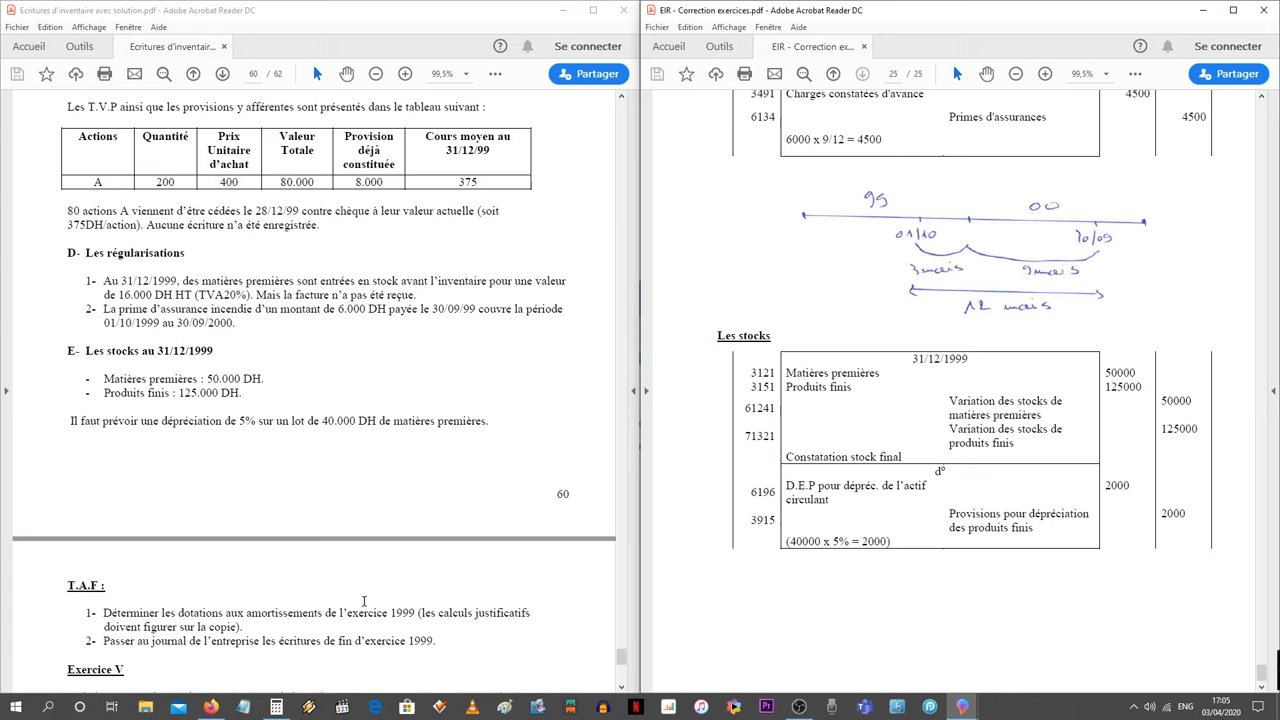 Ecritures d'inventaire avec solution.pdf - Adobe Acrobat Reader DC
Fichier Edition Affichage Fenêtre Aide
Accueil Outils Ecritures d'inventaire... × Se connecter
60 / 62 99,5% Partager
Les T.V.P ainsi que les provisions y afférentes sont présentés dans le tableau suivant :
Actions Quantité Prix Unitaire d'achat Valeur Totale Provision déjà constituée Cours moyen au 31/12/99
A 200 400 80.000 8.000 375
80 actions A viennent d'être cédées le 28/12/99 contre chèque à leur valeur actuelle (soit
375DH/action). Aucune écriture n'a été enregistrée.
D- Les régularisations
1- Au 31/12/1999, des matières premières sont entrées en stock avant l'inventaire pour une valeur
de 16.000 DH HT (TVA20%). Mais la facture n'a pas été reçue.
2- La prime d'assurance incendie d'un montant de 6.000 DH payée le 30/09/99 couvre la période
01/10/1999 au 30/09/2000.
E- Les stocks au 31/12/1999
- Matières premières : 50.000 DH.
- Produits finis : 125.000 DH.
Il faut prévoir une dépréciation de 5% sur un lot de 40.000 DH de matières premières.
60
T.A.F :
1- Déterminer les dotations aux amortissements de l'exercice 1999 (les calculs justificatifs
doivent figurer sur la copie).
2- Passer au journal de l'entreprise les écritures de fin d'exercice 1999.
Exercice V
EIR - Correction exercices.pdf - Adobe Acrobat Reader DC
Fichier Edition Affichage Fenêtre Aide
Accueil Outils EIR - Correction ex... × Se connecter
25 / 25 99,5% Partager
3491 Charges constatées d'avance 4500
6134 Primes d'assurances 4500
6000 x 9/12 = 4500
99 00
01/10 30/09
3 mois 9 mois
12 mois
Les stocks
31/12/1999
3121 Matières premières 50000
3151 Produits finis 125000
61241 Variation des stocks de 50000
matières premières
71321 Variation des stocks de 125000
produits finis
Constatation stock final
d°
6196 D.E.P pour dépréc. de l'actif 2000
circulant
3915 Provisions pour dépréciation 2000
des produits finis
(40000 x 5% = 2000)
17:05
ENG
03/04/2020